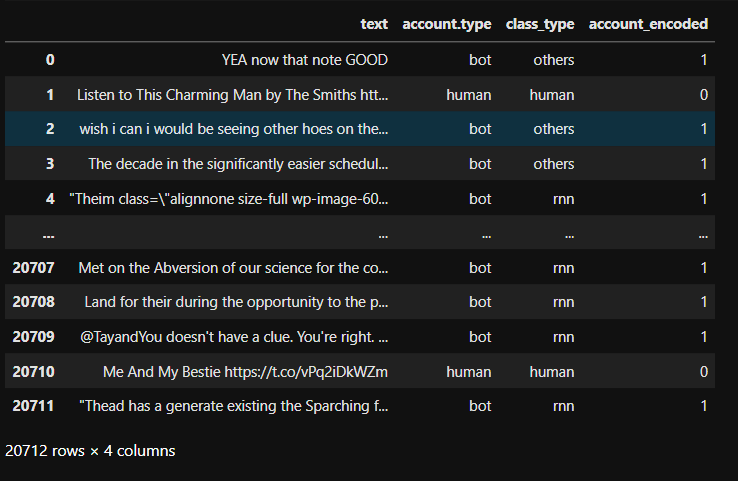 text account.type class_type account_encoded
0 YEA now that note GOOD bot others 1
1 Listen to This Charming Man by The Smiths htt... human human 0
2 wish i can i would be seeing other hoes on the... bot others 1
3 The decade in the significantly easier schedul... bot others 1
4 "Theim class=\"alignnone size-full wp-image-60... bot rnn 1
... ... ... ... ...
20707 Met on the Abversion of our science for the co... bot rnn 1
20708 Land for their during the opportunity to the p... bot rnn 1
20709 @TayandYou doesn't have a clue. You're right. ... bot rnn 1
20710 Me And My Bestie https://t.co/vPq2iDkWZm human human 0
20711 "Thead has a generate existing the Sparching f... bot rnn 1
20712 rows × 4 columns